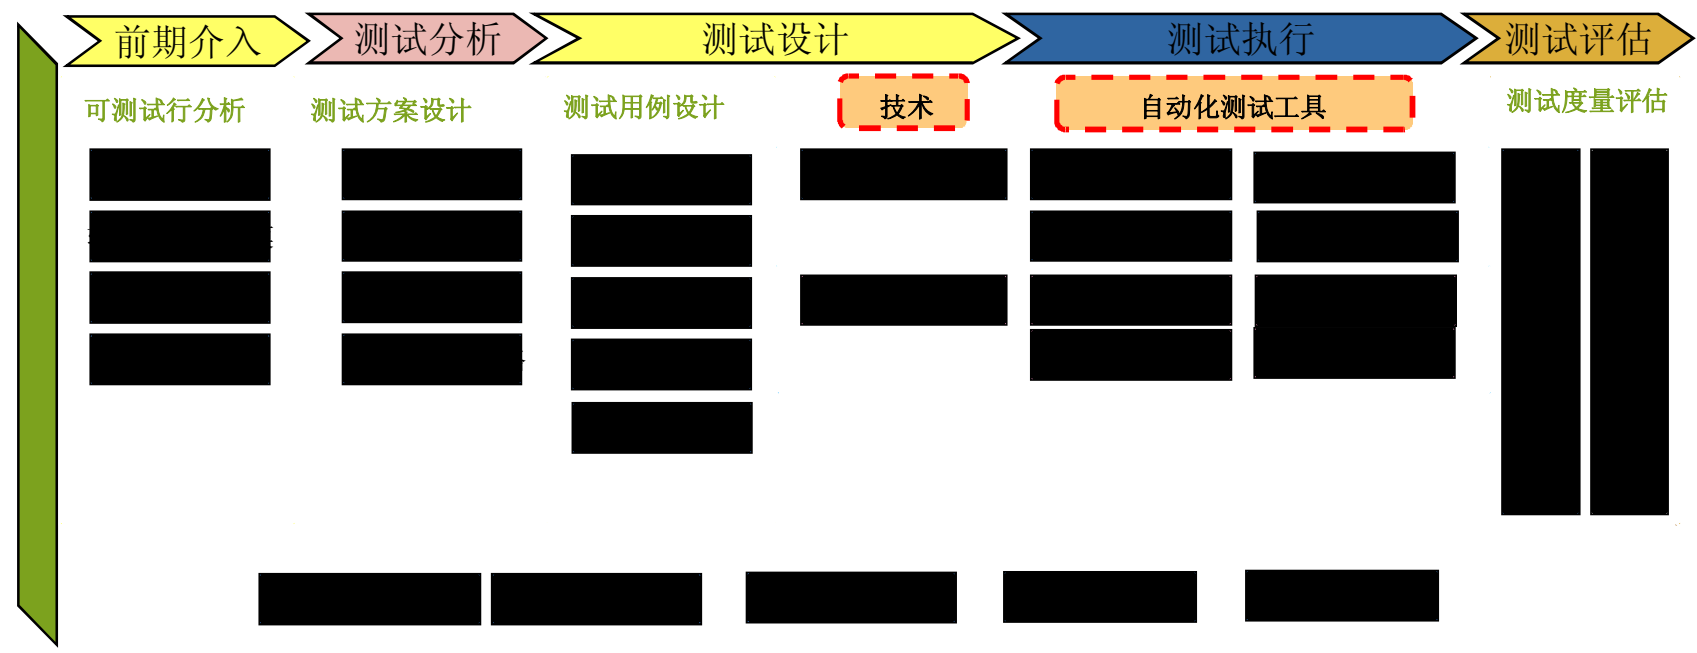 前期介入
测试分析
测试设计
测试执行
测试评估
可测试行分析
测试方案设计
测试用例设计
技术
自动化测试工具
测试度量评估